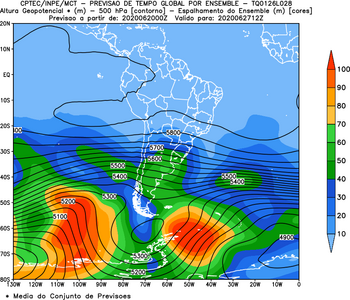 CPTEC/INPE/MCT - PREVISAO DE TEMPO GLOBAL POR ENSEMBLE - TQ0126L028
Altura Geopotencial * (m) - 500 hPa [contorno] - Espalhamento do Ensemble (m) [cores]
Previsao a partir de: 2020062000Z Valido para: 2020062712Z
20N
10N
EQ
10S
20S
30S
40S
50S
60S
70S
80S
5800
5700
5600
5500
5400
5300
5200
5100
5500
5400
5300
5200
4900
130W 120W 110W 100W 90W 80W 70W 60W 50W 40W 30W 20W 10W 0
100
90
80
70
60
50
40
30
20
10
* Media do Conjunto de Previsoes